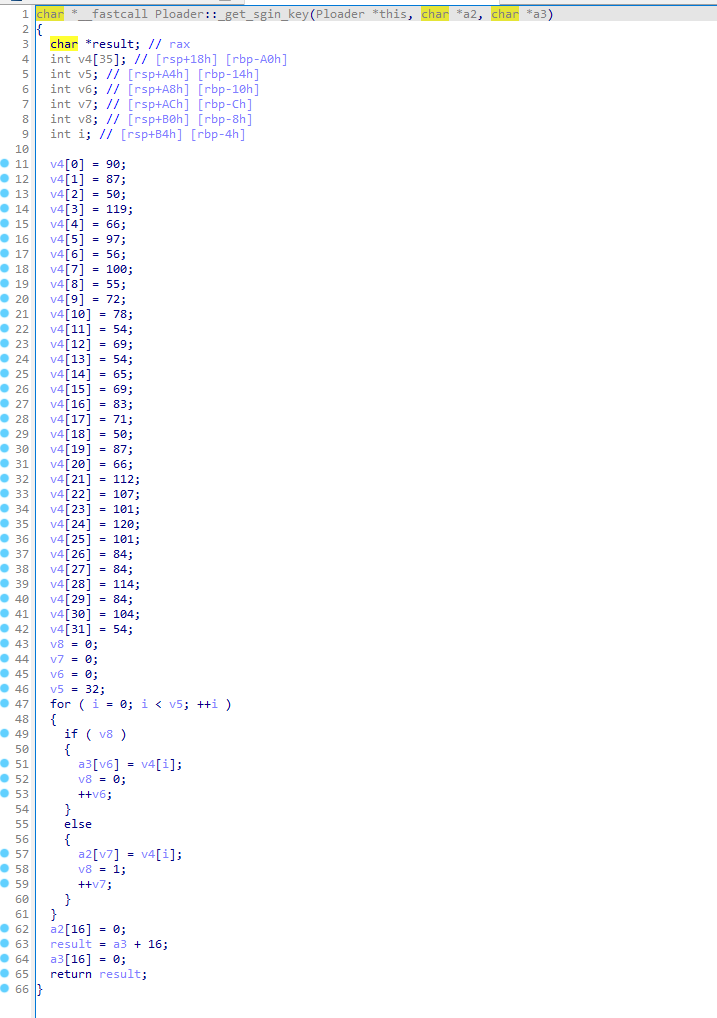 1 char *__fastcall Ploader::_get_sgin_key(Ploader *this, char *a2, char *a3)
2 {
3   char *result; // rax
4   int v4[35]; // [rsp+18h] [rbp-A0h]
5   int v5; // [rsp+A4h] [rbp-14h]
6   int v6; // [rsp+A8h] [rbp-10h]
7   int v7; // [rsp+ACh] [rbp-Ch]
8   int v8; // [rsp+B0h] [rbp-8h]
9   int i; // [rsp+B4h] [rbp-4h]
10
11   v4[0] = 90;
12   v4[1] = 87;
13   v4[2] = 50;
14   v4[3] = 119;
15   v4[4] = 66;
16   v4[5] = 97;
17   v4[6] = 56;
18   v4[7] = 100;
19   v4[8] = 55;
20   v4[9] = 72;
21   v4[10] = 78;
22   v4[11] = 54;
23   v4[12] = 69;
24   v4[13] = 54;
25   v4[14] = 65;
26   v4[15] = 69;
27   v4[16] = 83;
28   v4[17] = 71;
29   v4[18] = 50;
30   v4[19] = 87;
31   v4[20] = 66;
32   v4[21] = 112;
33   v4[22] = 107;
34   v4[23] = 101;
35   v4[24] = 120;
36   v4[25] = 101;
37   v4[26] = 84;
38   v4[27] = 84;
39   v4[28] = 114;
40   v4[29] = 84;
41   v4[30] = 104;
42   v4[31] = 54;
43   v8 = 0;
44   v7 = 0;
45   v6 = 0;
46   v5 = 32;
47   for ( i = 0; i < v5; ++i )
48   {
49     if ( v8 )
50     {
51       a3[v6] = v4[i];
52       v8 = 0;
53       ++v6;
54     }
55     else
56     {
57       a2[v7] = v4[i];
58       v8 = 1;
59       ++v7;
60     }
61   }
62   a2[16] = 0;
63   result = a3 + 16;
64   a3[16] = 0;
65   return result;
66 }